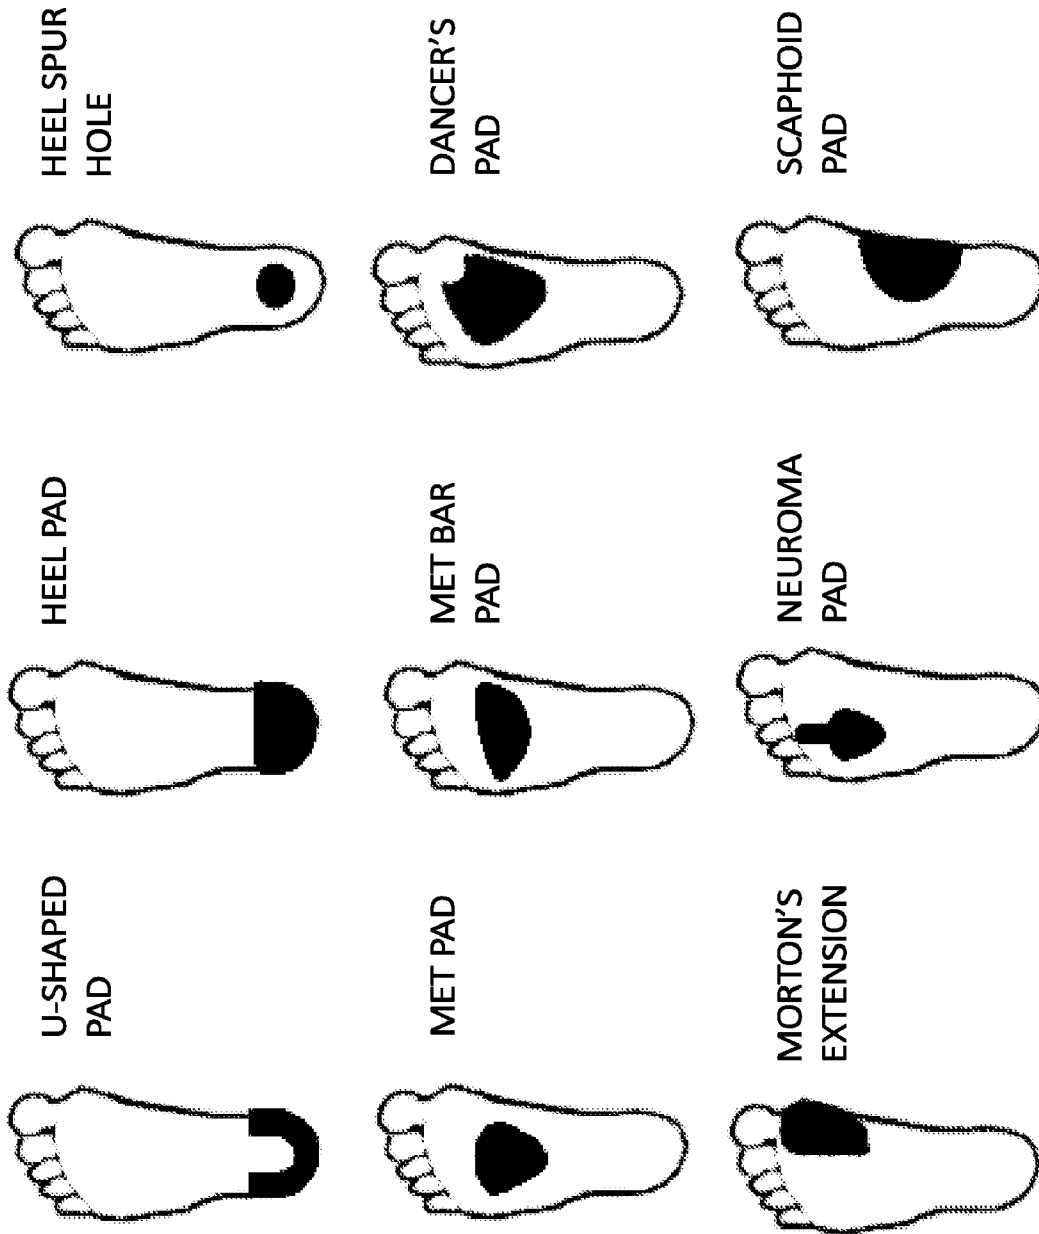 U-SHAPED
PAD
HEEL PAD
HEEL SPUR
HOLE
MET PAD
MET BAR
PAD
DANCER'S
PAD
MORTON'S
EXTENSION
NEUROMA
PAD
SCAPHOID
PAD